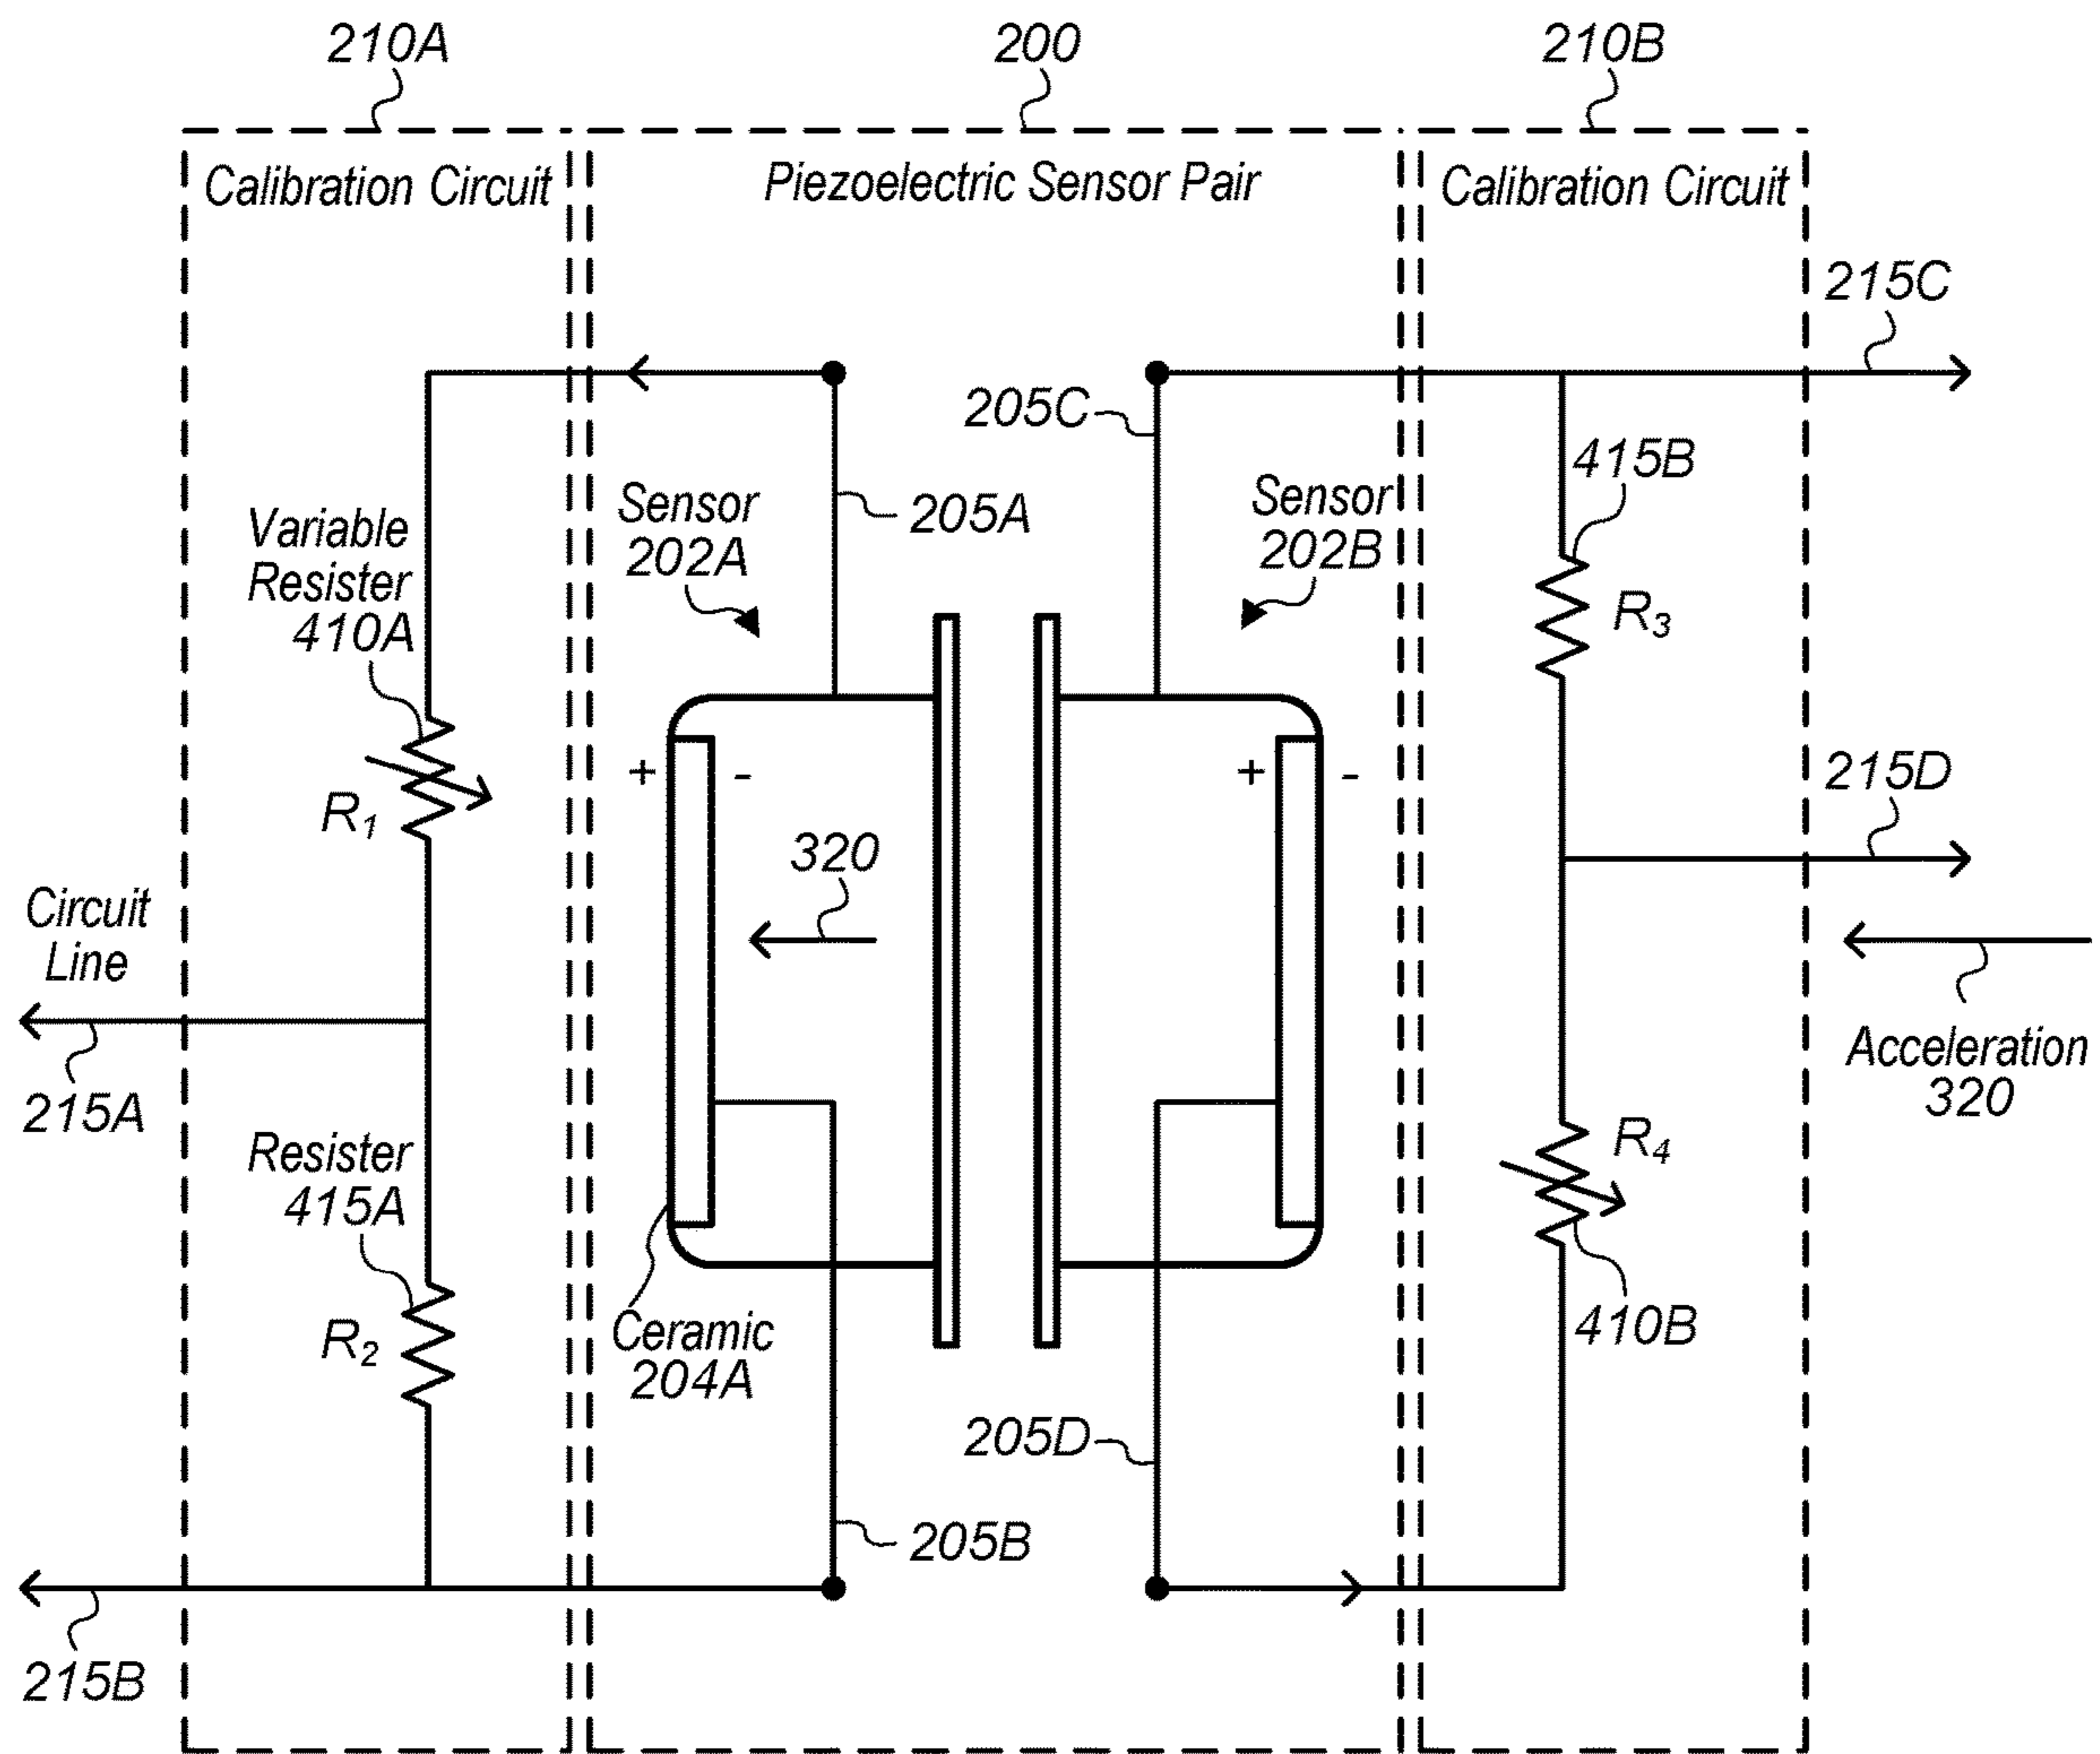 210A
200
210B
Calibration Circuit
Piezoelectric Sensor Pair
Calibration Circuit
215C
205C
415B
Sensor
202A
205A
Sensor
202B
Variable
Resister
410A
R3
+
-
+
-
215D
R1
320
Circuit
Line
Acceleration
320
215A
R4
Resister
415A
Ceramic
204A
410B
R2
205D
205B
215B